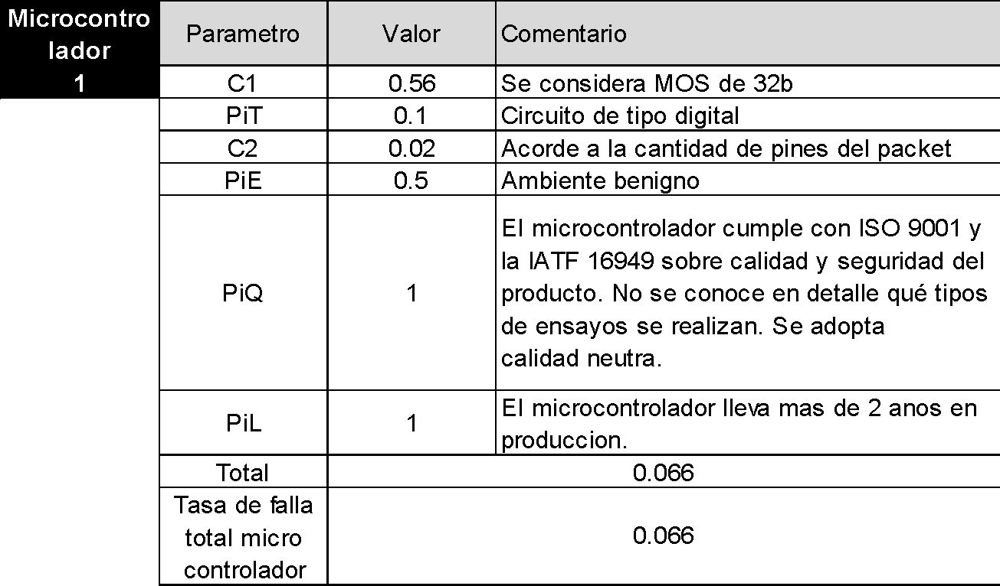 Microcontro
lador
1
Parametro
Valor
Comentario
C1
0.56
Se considera MOS de 32b
PiT
0.1
Circuito de tipo digital
C2
0.02
Acorde a la cantidad de pines del packet
PiE
0.5
Ambiente benigno
PiQ
1
El microcontrolador cumple con ISO 9001 y
la IATF 16949 sobre calidad y seguridad del
producto. No se conoce en detalle qué tipos
de ensayos se realizan. Se adopta
calidad neutra.
PiL
1
El microcontrolador lleva mas de 2 anos en
produccion.
Total
0.066
Tasa de falla
total micro
controlador
0.066